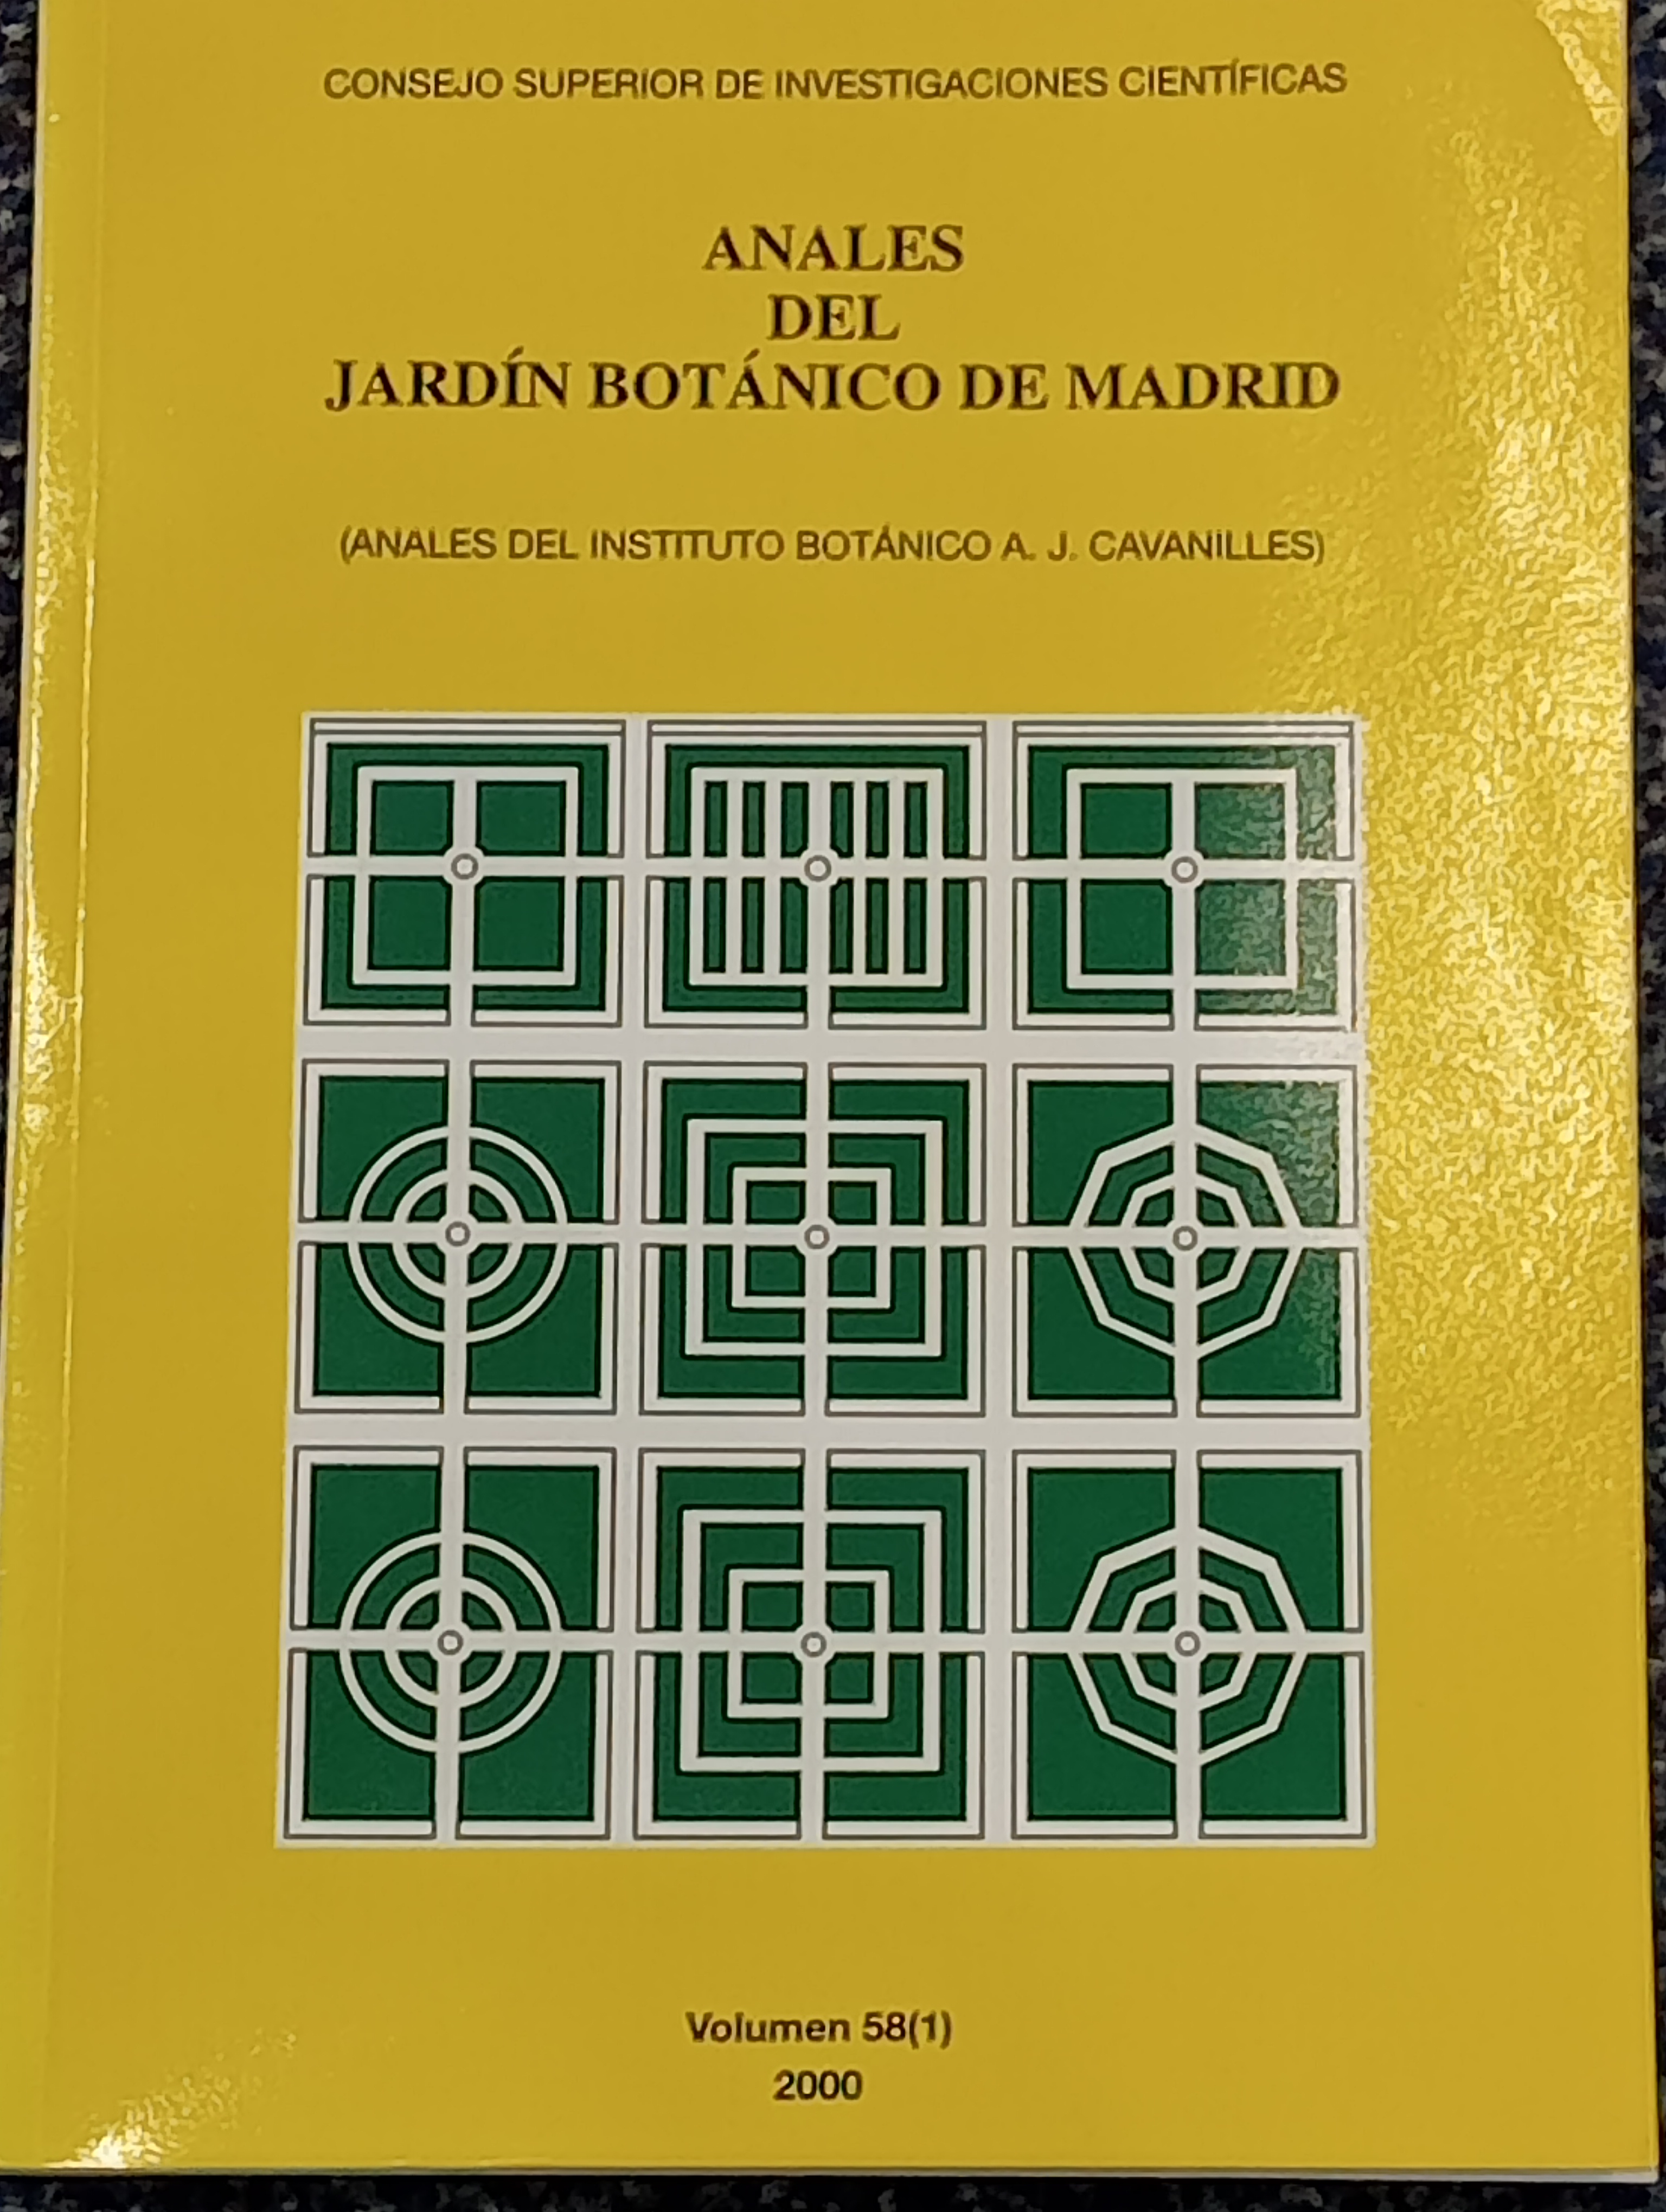 CONSEJO SUPERIOR DE INVESTIGACIONES CIENTÍFICAS
ANALES
DEL
JARDÍN BOTÁNICO DE MADRID
(ANALES DEL INSTITUTO BOTÁNICO A. J. CAVANILLES)
Volumen 58(1)
2000